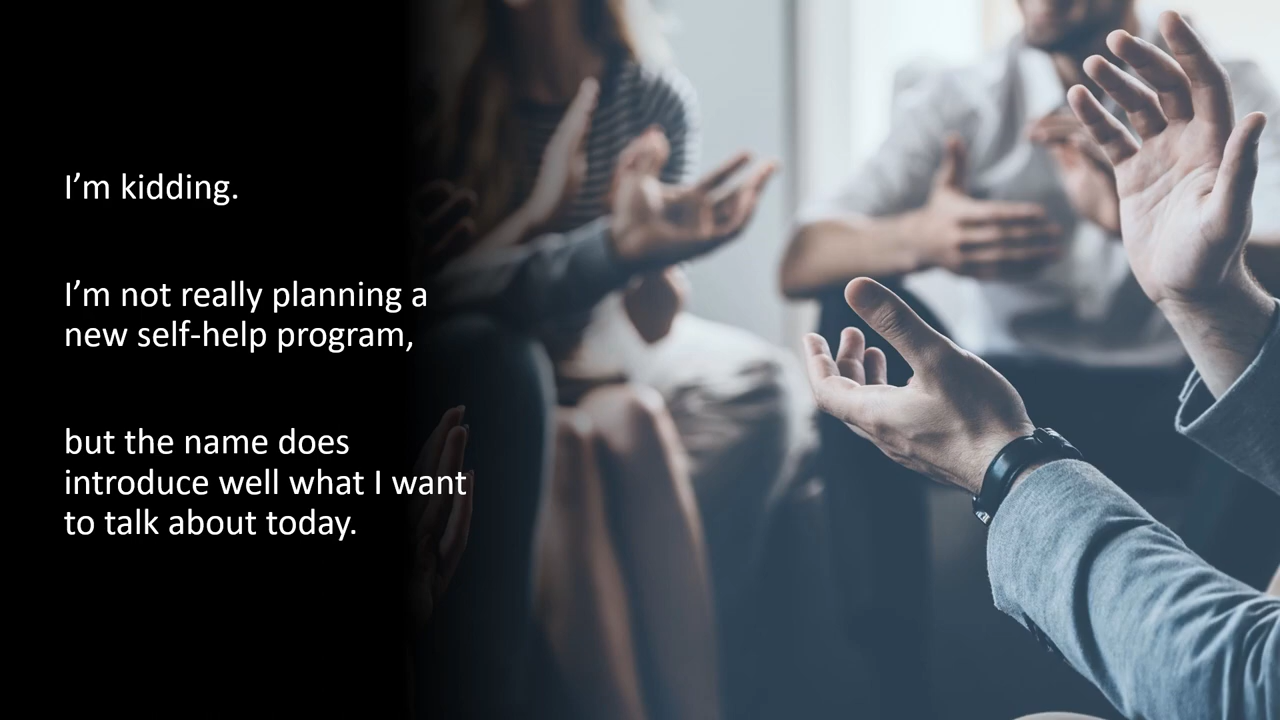 I’m kidding.
I’m not really planning a
new self-help program,
but the name does
introduce well what I want
to talk about today.